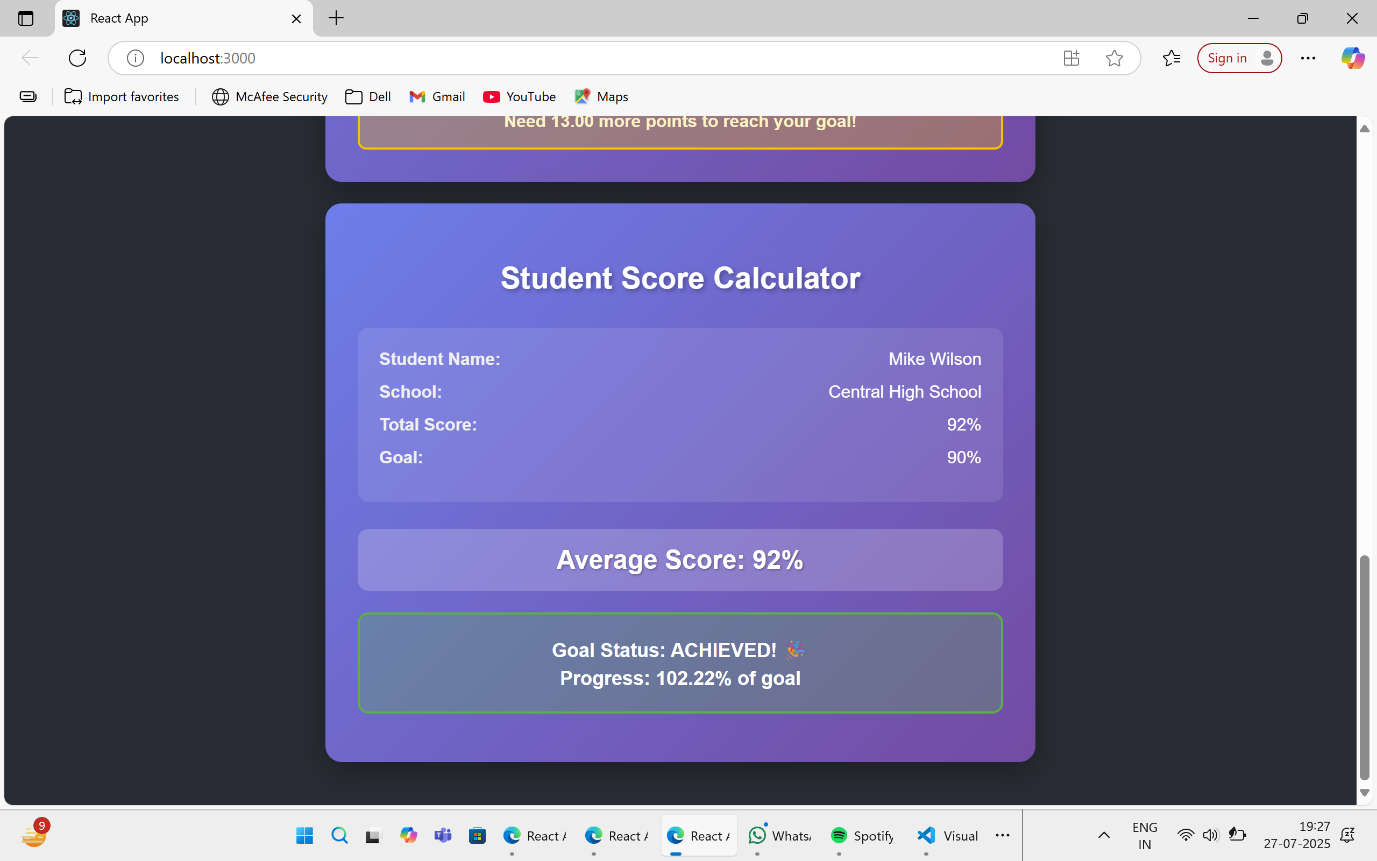 React App
localhost:3000
Sign in
Import favorites
McAfee Security
Dell
Gmail
YouTube
Maps
Need 13.00 more points to reach your goal!
Student Score Calculator
Student Name: Mike Wilson
School: Central High School
Total Score: 92%
Goal: 90%
Average Score: 92%
Goal Status: ACHIEVED! 🎉
Progress: 102.22% of goal
9
React
React
React
Whats
Spotify
Visual
ENG
IN
19:27
27-07-2025